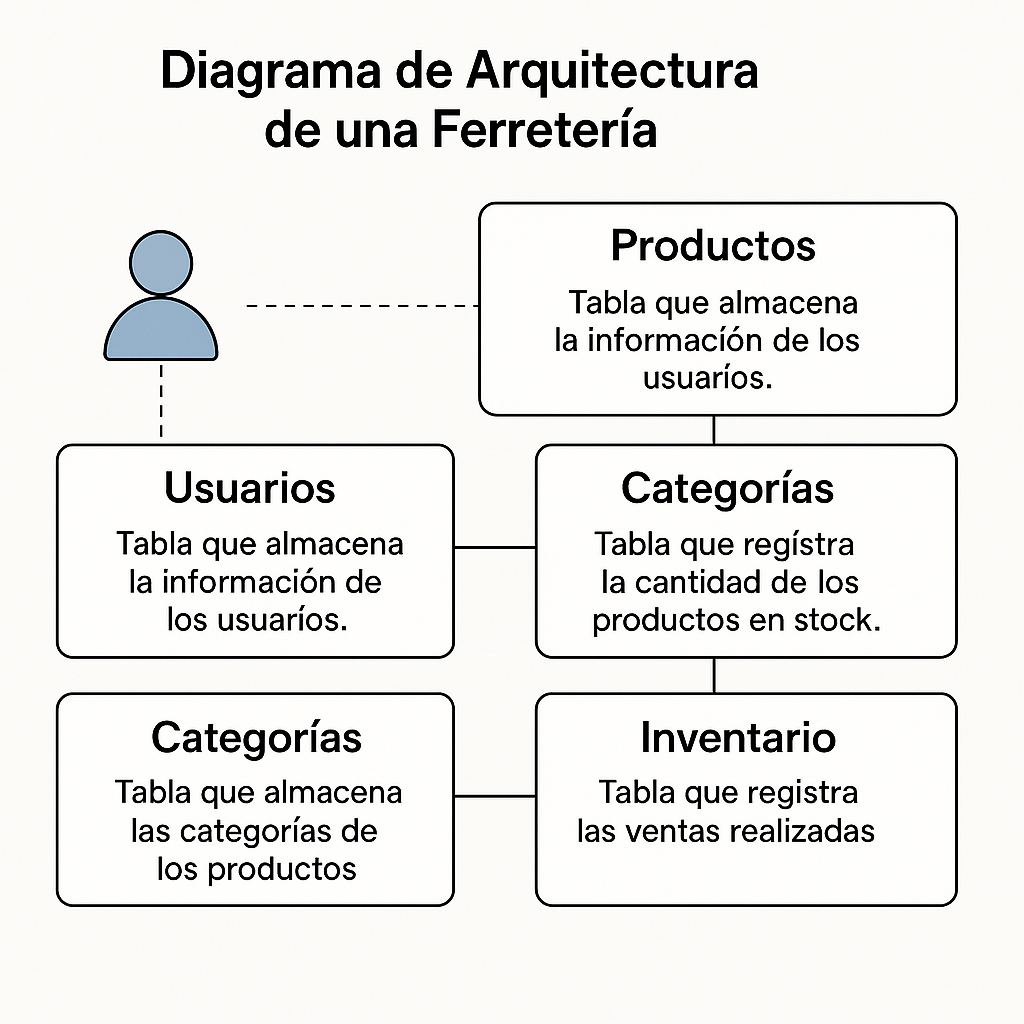 Diagrama de Arquitectura
de una Ferretería
Productos
Tabla que almacena
la informacíón de los
usuaríos.
Usuarios
Tabla que almacena
la información de
los usuaríos.
Categorías
Tabla que regístra
la cantidad de los
productos en stock.
Categorías
Tabla que almacena
las categorías de
los productos
Inventario
Tabla que registra
las ventas realizadas